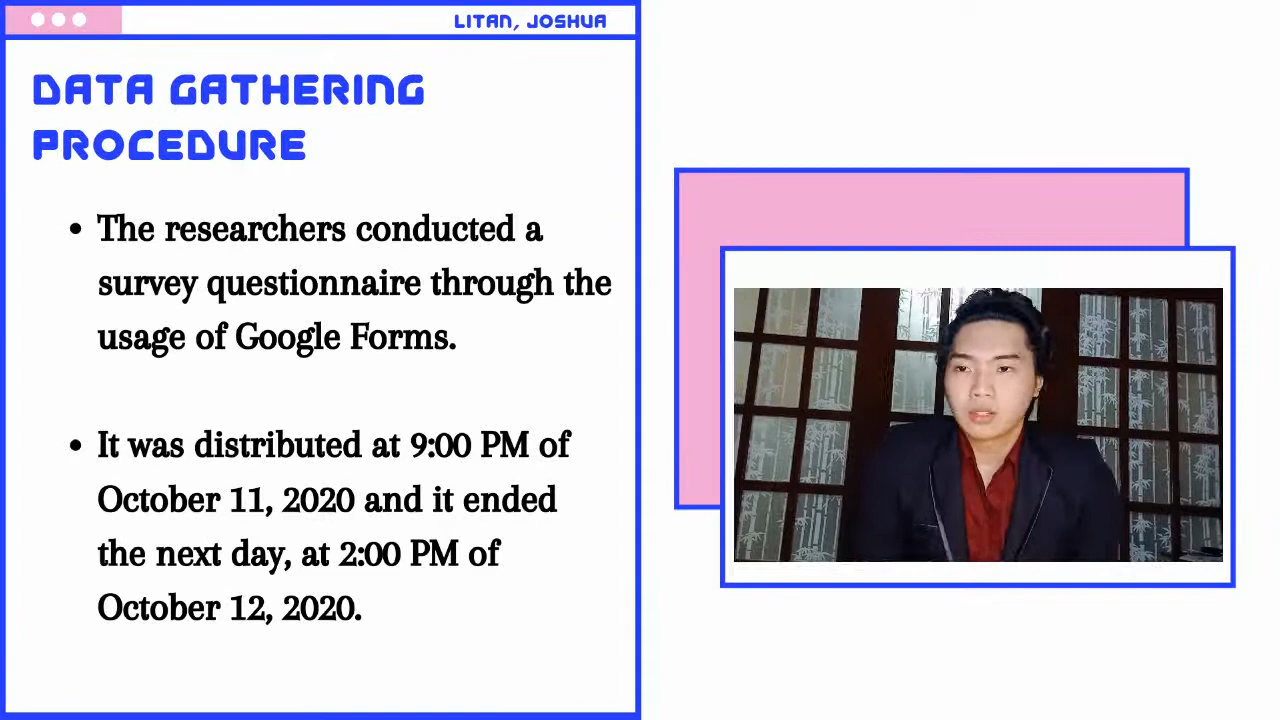 LITAN, JOSHUA
DATA GATHERING
PROCEDURE
• The researchers conducted a
survey questionnaire through the
usage of Google Forms.
• It was distributed at 9:00 PM of
October 11, 2020 and it ended
the next day, at 2:00 PM of
October 12, 2020.